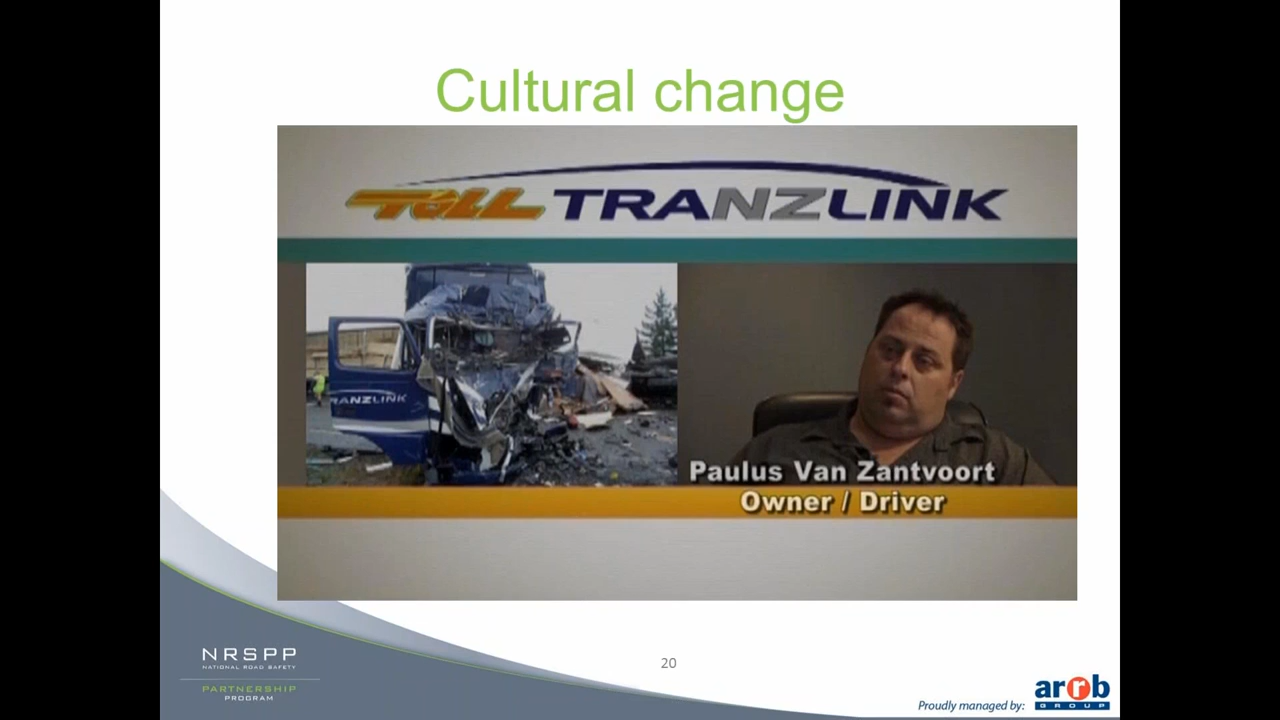 Cultural change
TOLL TRANZLINK
RANZLINK
Paulus Van Zantvoort
Owner / Driver
NRSPP
NATIONAL ROAD SAFETY
PARTNERSHIP
PROGRAM
20
Proudly managed by:
arrb
GROUP